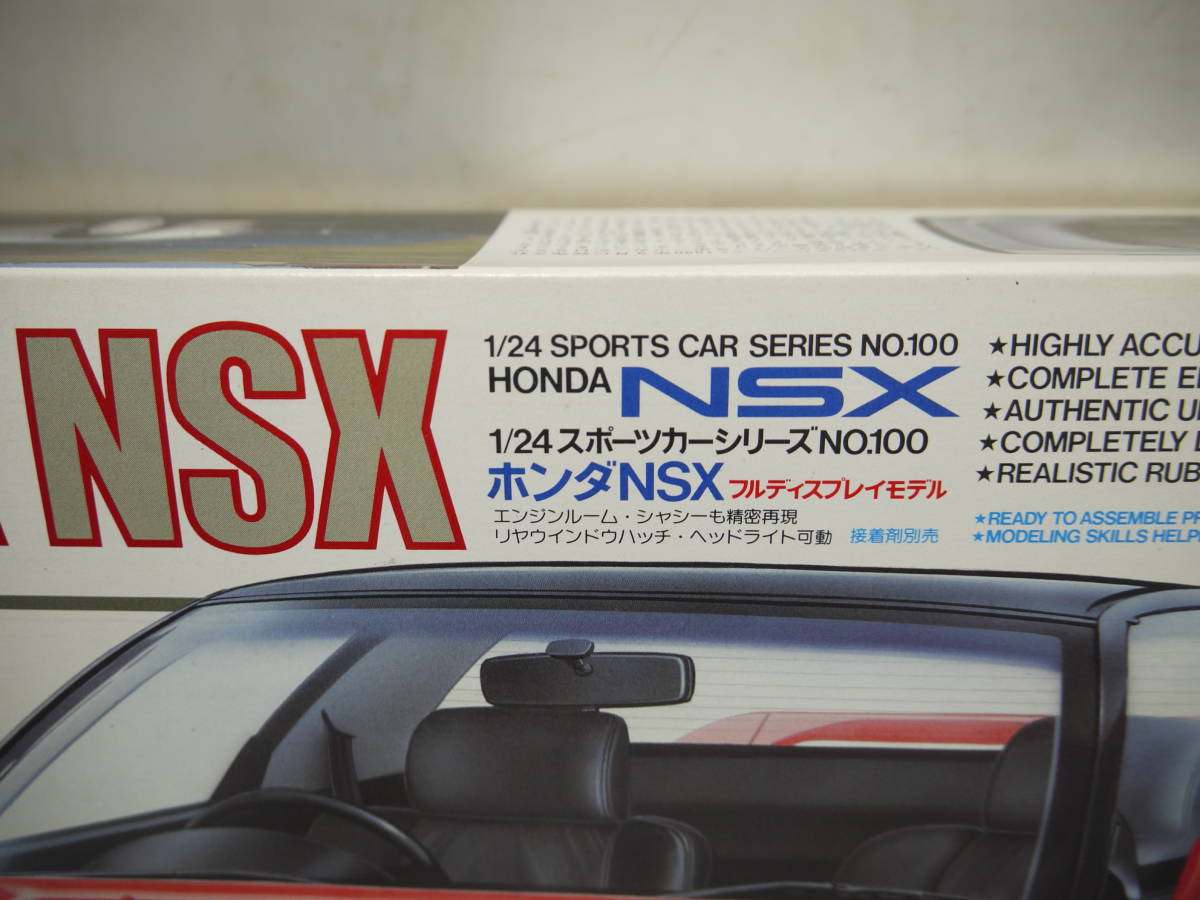 NSX
1/24 SPORTS CAR SERIES NO.100
HONDA NSX
1/24スポーツカーシリーズNO.100
ホンダNSX フルディスプレイモデル
エンジンルーム・シャシーも精密再現
リヤウインドウハッチ・ヘッドライト可動 接着剤別売
★HIGHLY ACCU
★COMPLETE
★AUTHENTIC
★COMPLETELY
★REALISTIC RUB
★READY TO ASSEMBLE PR
★MODELING SKILLS HELP